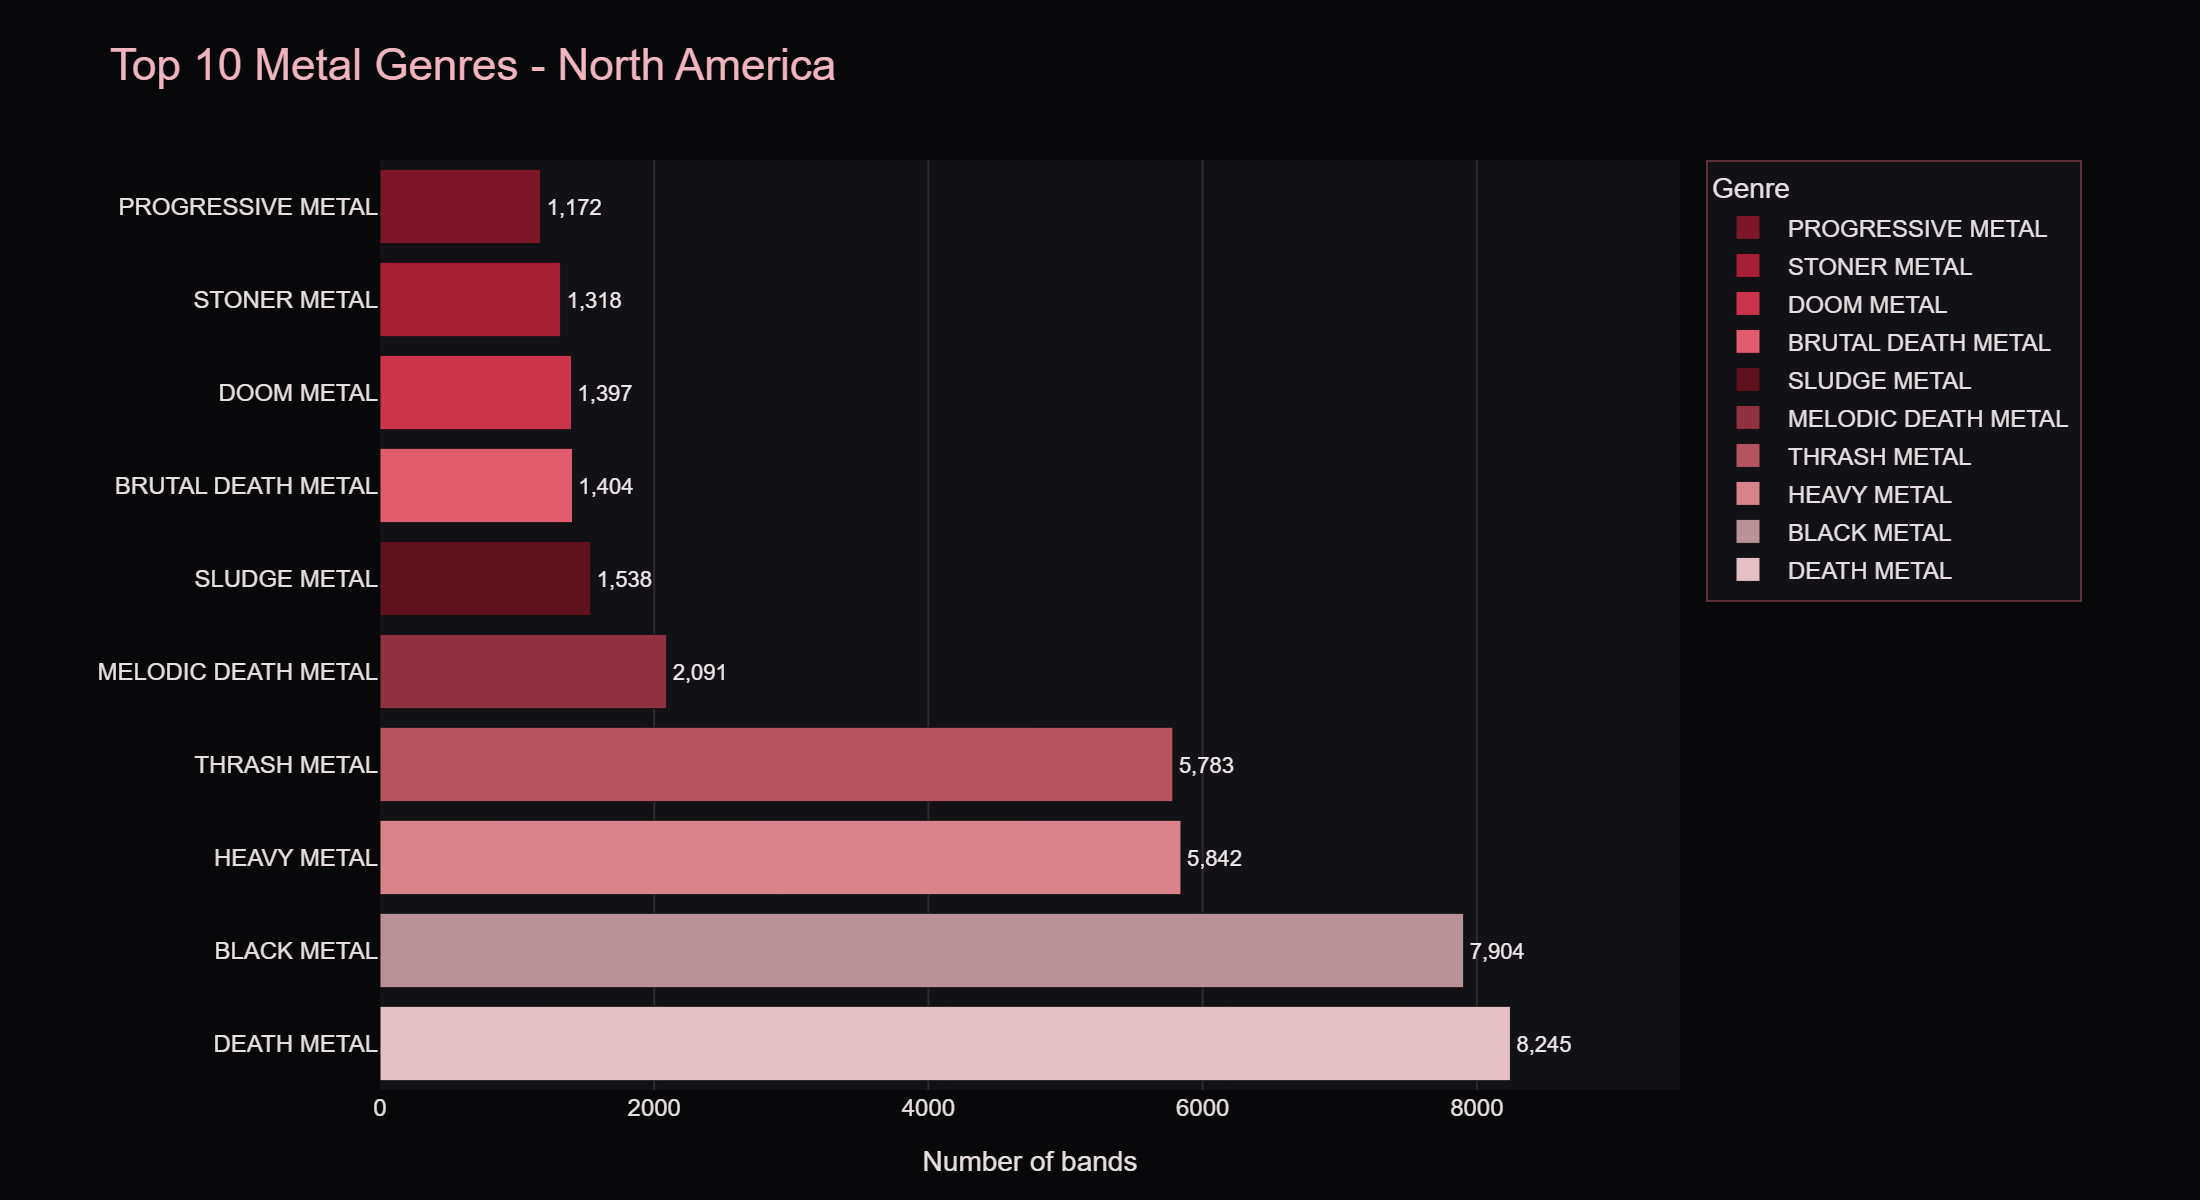 Top 10 Metal Genres - North America
PROGRESSIVE METAL 1,172
STONER METAL 1,318
DOOM METAL 1,397
BRUTAL DEATH METAL 1,404
SLUDGE METAL 1,538
MELODIC DEATH METAL 2,091
THRASH METAL 5,783
HEAVY METAL 5,842
BLACK METAL 7,904
DEATH METAL 8,245
0 2000 4000 6000 8000
Number of bands
Genre
PROGRESSIVE METAL
STONER METAL
DOOM METAL
BRUTAL DEATH METAL
SLUDGE METAL
MELODIC DEATH METAL
THRASH METAL
HEAVY METAL
BLACK METAL
DEATH METAL